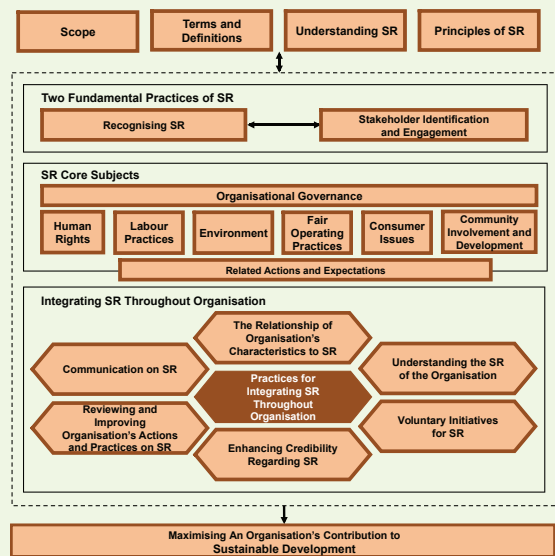 Scope
Terms and
Definitions
Understanding SR
Principles of SR
Two Fundamental Practices of SR
Recognising SR
Stakeholder Identification
and Engagement
SR Core Subjects
Organisational Governance
Human
Rights
Labour
Practices
Environment
Fair
Operating
Practices
Consumer
Issues
Community
Involvement and
Development
Related Actions and Expectations
Integrating SR Throughout Organisation
The Relationship of
Organisation's
Characteristics to SR
Communication on SR
Understanding the SR
of the Organisation
Practices for
Integrating SR
Throughout
Organisation
Reviewing and
Improving
Organisation's Actions
and Practices on SR
Voluntary Initiatives
for SR
Enhancing Credibility
Regarding SR
Maximising An Organisation's Contribution to
Sustainable Development